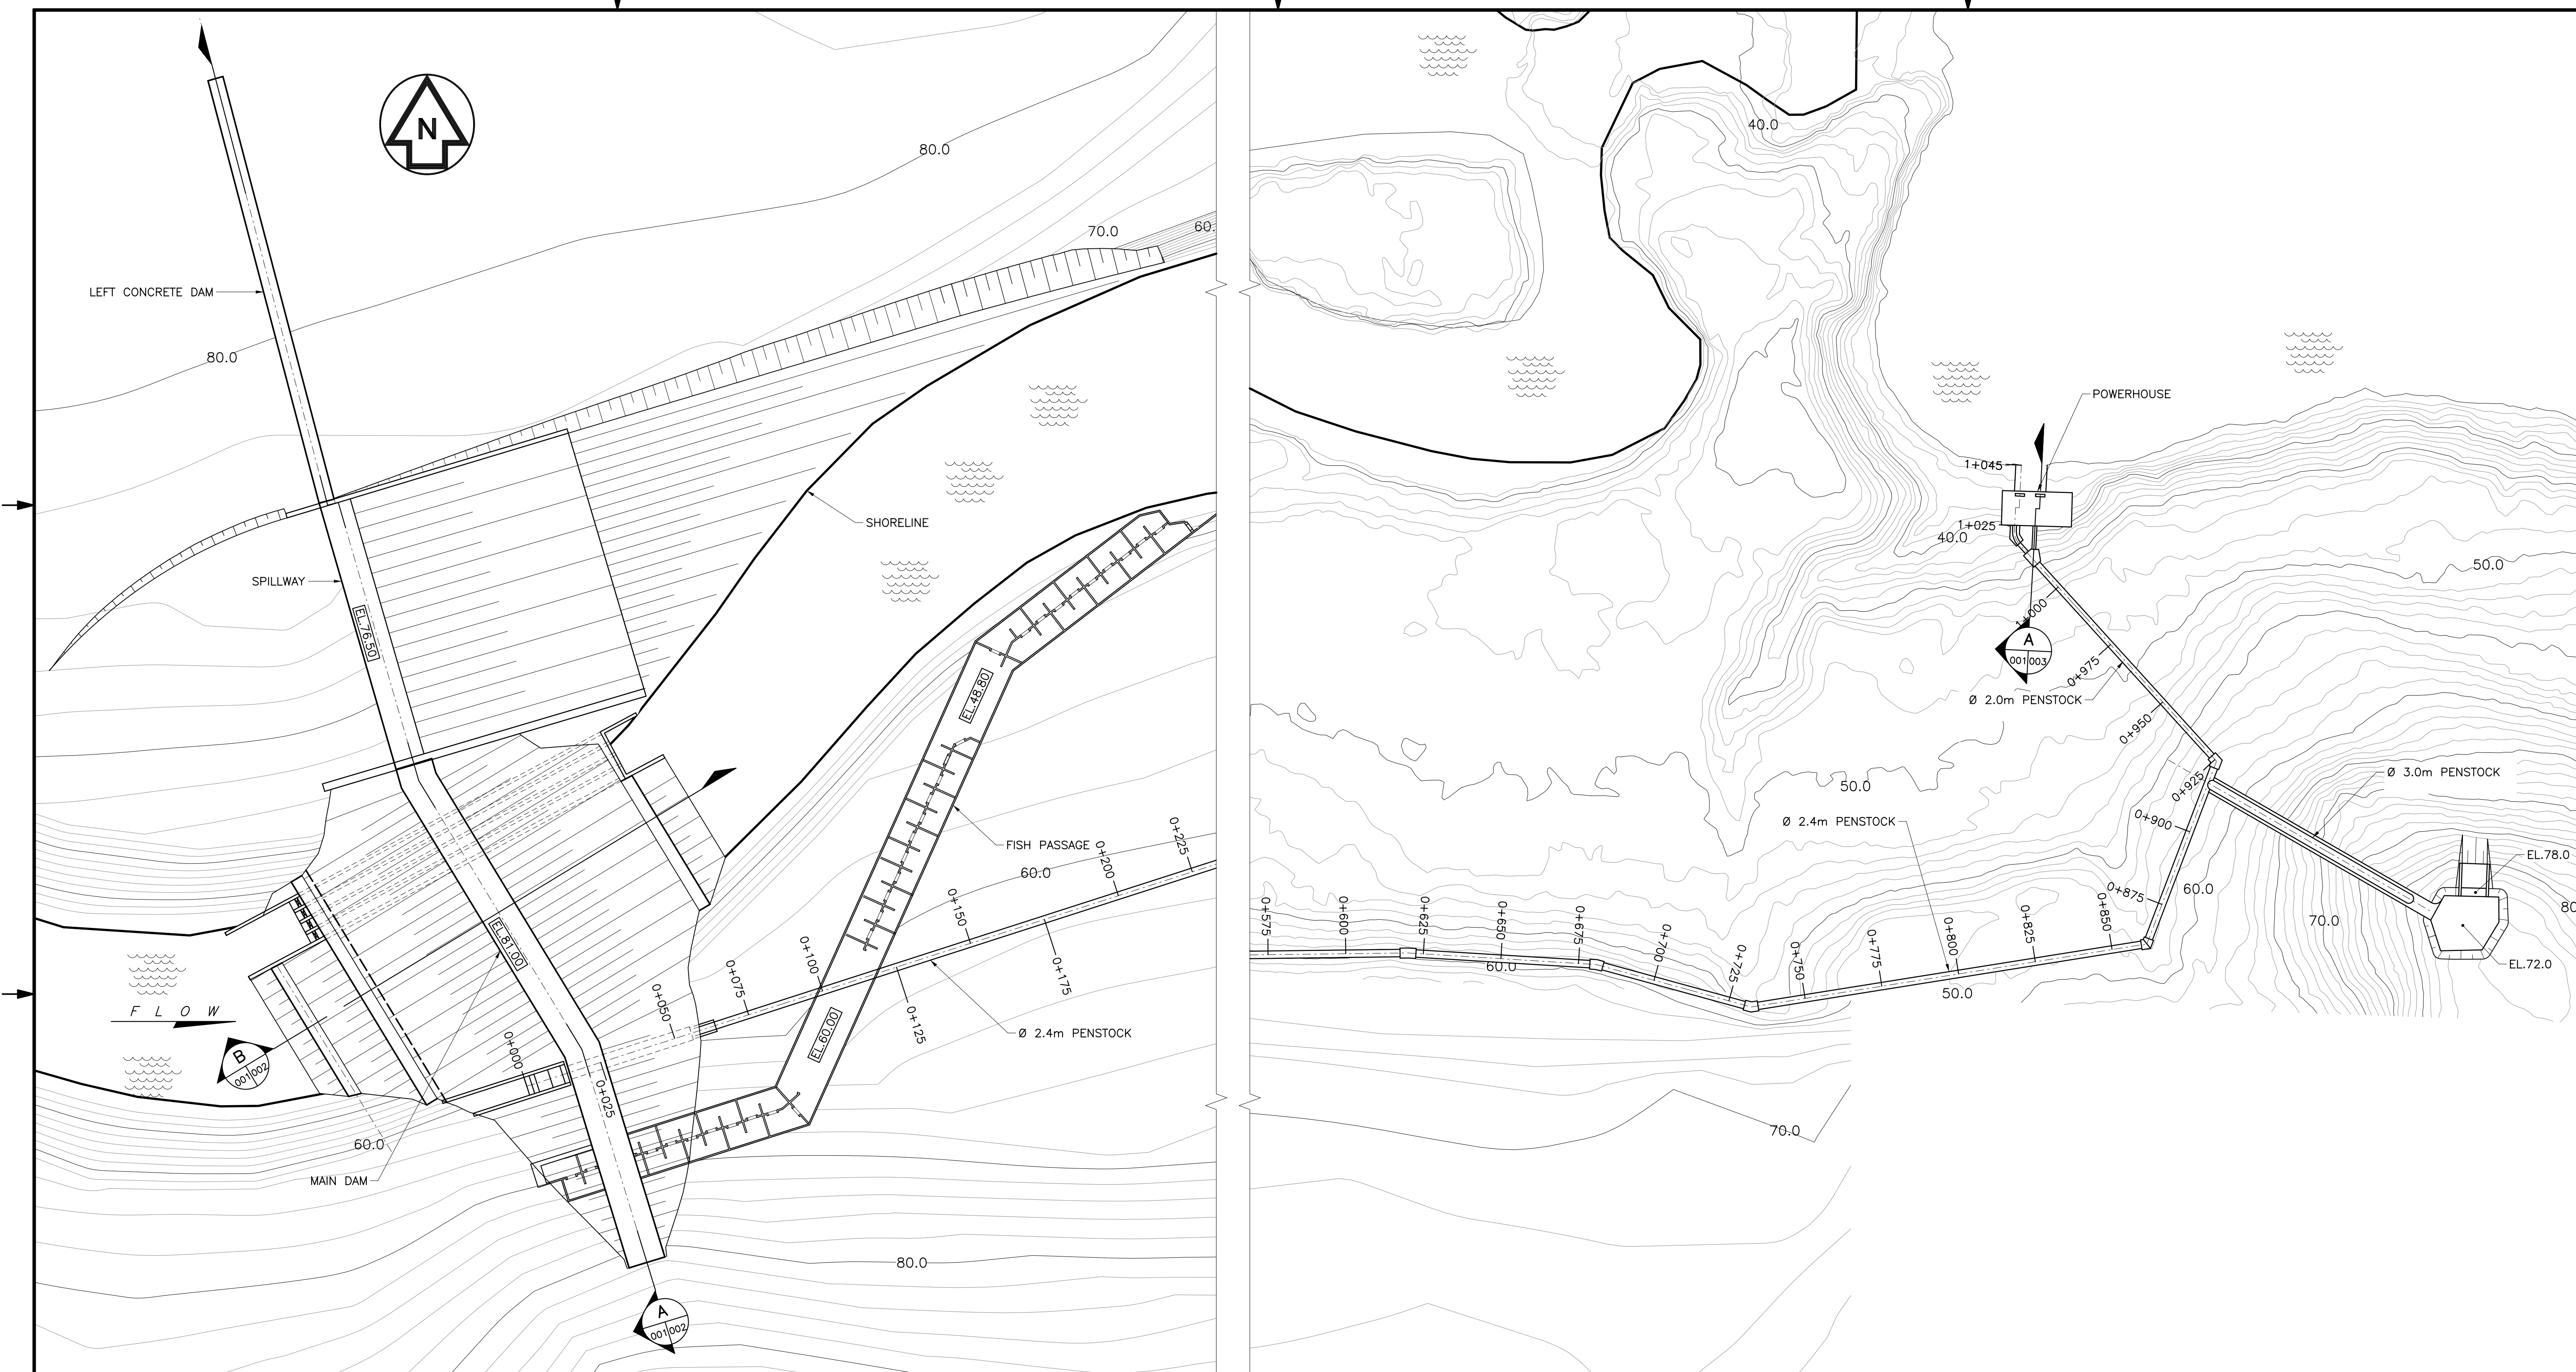 N
80.0
70.0
60.
LEFT CONCRETE DAM
80.0
SHORELINE
SPILLWAY
EL.76.50
EL.48.80
FISH PASSAGE
60.0
0+225
0+200
0+175
0+150
0+125
0+100
0+075
0+050
0+025
0+000
EL.81.00
EL.60.00
Ø 2.4m PENSTOCK
F L O W
B
001 002
60.0
MAIN DAM
80.0
A
001 002
40.0
POWERHOUSE
1+045
1+025
40.0
50.0
1+000
A
001 003
0+975
Ø 2.0m PENSTOCK
0+950
0+925
Ø 3.0m PENSTOCK
50.0
Ø 2.4m PENSTOCK
0+900
0+875
60.0
EL.78.0
70.0
80
EL.72.0
0+575
0+600
0+625
0+650
0+675
0+700
0+725
0+750
0+775
0+800
0+825
0+850
60.0
50.0
70.0